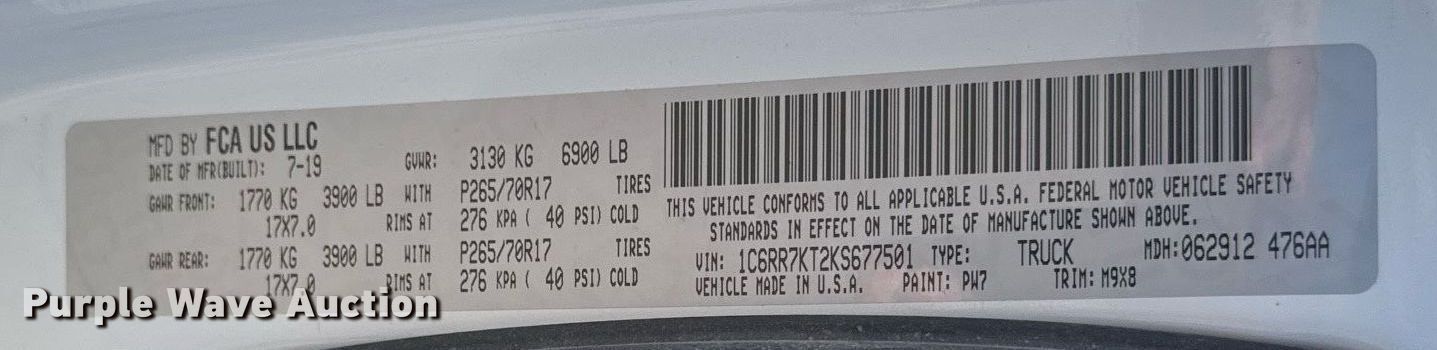 MFD BY FCA US LLC
DATE OF MFR(BUILT): 7-19 GVWR: 3130 KG 6900 LB
GAWR FRONT: 1770 KG 3900 LB WITH P265/70R17 TIRES
17X7.0 RIMS AT 276 KPA ( 40 PSI) COLD
GAWR REAR: 1770 KG 3900 LB WITH P265/70R17 TIRES
17X7.0 RIMS AT 276 KPA ( 40 PSI) COLD
THIS VEHICLE CONFORMS TO ALL APPLICABLE U.S.A. FEDERAL MOTOR VEHICLE SAFETY
STANDARDS IN EFFECT ON THE DATE OF MANUFACTURE SHOWN ABOVE.
VIN: 1C6RR7KT2KS677501 TYPE: TRUCK MDH:062912 476AA
VEHICLE MADE IN U.S.A. PAINT: PW7 TRIM: M9X8
Purple Wave Auction